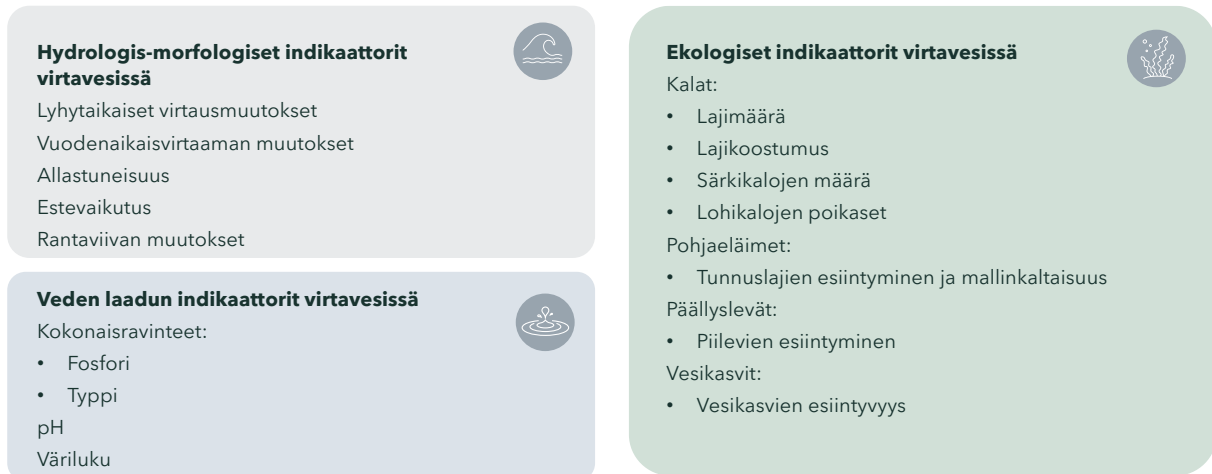 Hydrologis-morfologiset indikaattorit
virtavesissä
Lyhytaikaiset virtausmuutokset
Vuodenaikaisvirtaaman muutokset
Allastuneisuus
Estevaikutus
Rantaviivan muutokset
Veden laadun indikaattorit virtavesissä
Kokonaisravinteet:
• Fosfori
• Typpi
pH
Väriluku
Ekologiset indikaattorit virtavesissä
Kalat:
• Lajimäärä
• Lajikoostumus
• Särkikalojen määrä
• Lohikalojen poikaset
Pohjaeläimet:
• Tunnuslajien esiintyminen ja mallinkaltaisuus
Päällyslevät:
• Piilevien esiintyminen
Vesikasvit:
• Vesikasvien esiintyvyys